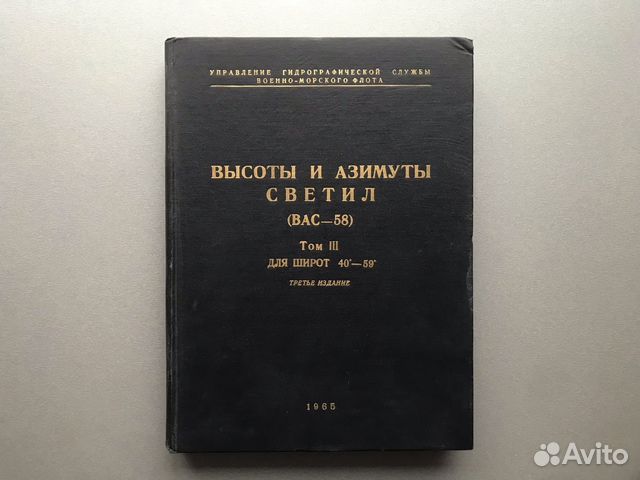 УПРАВЛЕНИЕ ГИДРОГРАФИЧЕСКОЙ СЛУЖБЫ
ВОЕННО-МОРСКОГО ФЛОТА
ВЫСОТЫ И АЗИМУТЫ
СВЕТИЛ
(ВАС—58)
Том III
ДЛЯ ШИРОТ 40°—59°
ТРЕТЬЕ ИЗДАНИЕ
1965
Avito